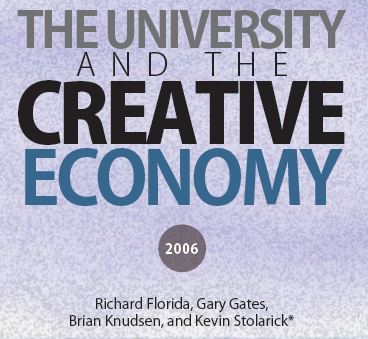 THE UNIVERSITY
AND THE
CREATIVE
ECONOMY
2006
Richard Florida, Gary Gates,
Brian Knudsen, and Kevin Stolarick*